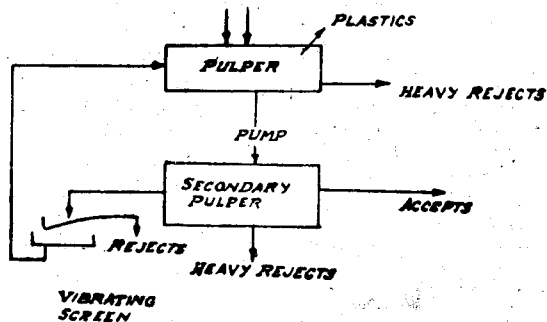 PLASTICS
PULPER
HEAVY REJECTS
PUMP
SECONDARY
PULPER
ACCEPTS
REJECTS
HEAVY REJECTS
VIBRATING
SCREEN